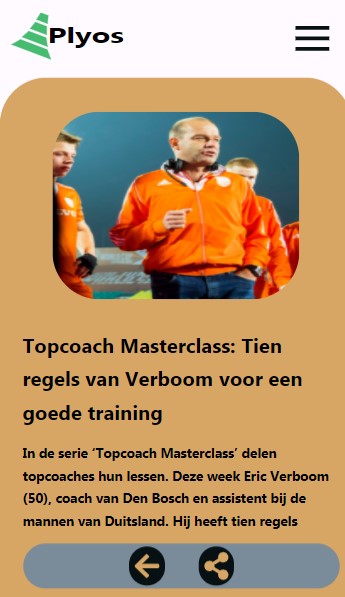 Plyos
Topcoach Masterclass: Tien
regels van Verboom voor een
goede training
In de serie ‘Topcoach Masterclass’ delen
topcoaches hun lessen. Deze week Eric Verboom
(50), coach van Den Bosch en assistent bij de
mannen van Duitsland. Hij heeft tien regels